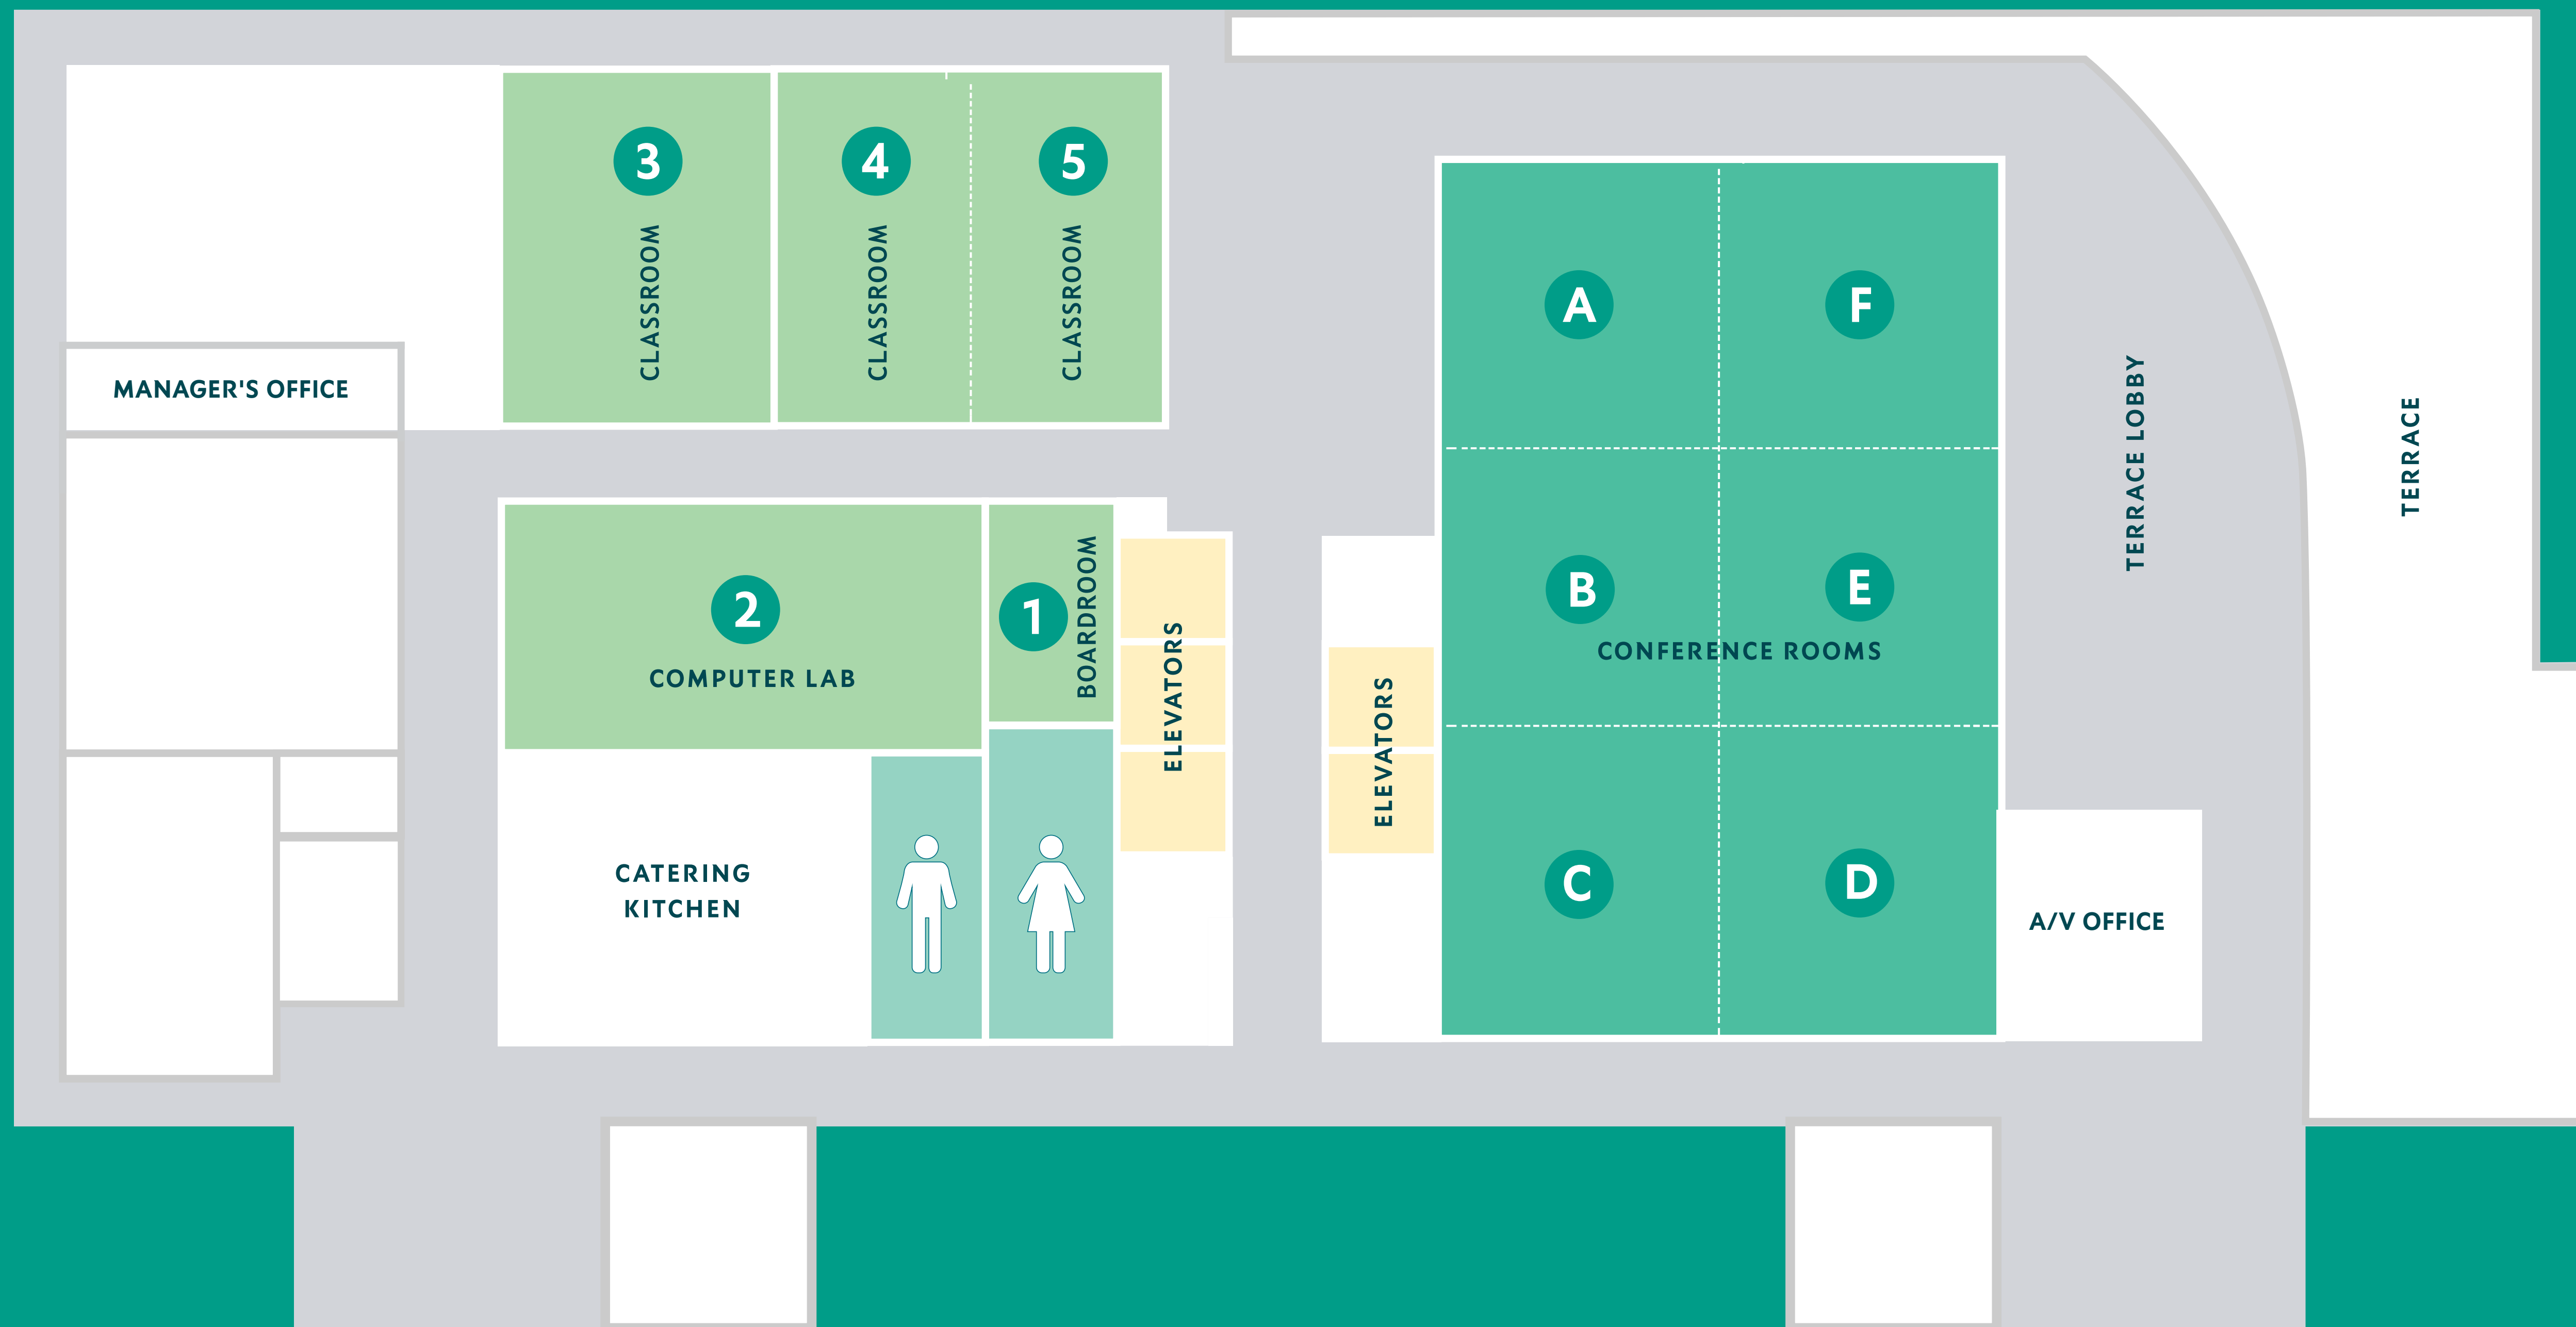 3
CLASSROOM
4
CLASSROOM
5
CLASSROOM
MANAGER'S OFFICE
2
COMPUTER LAB
1
BOARDROOM
ELEVATORS
CATERING
KITCHEN
ELEVATORS
A
F
B
E
CONFERENCE ROOMS
C
D
A/V OFFICE
TERRACE LOBBY
TERRACE